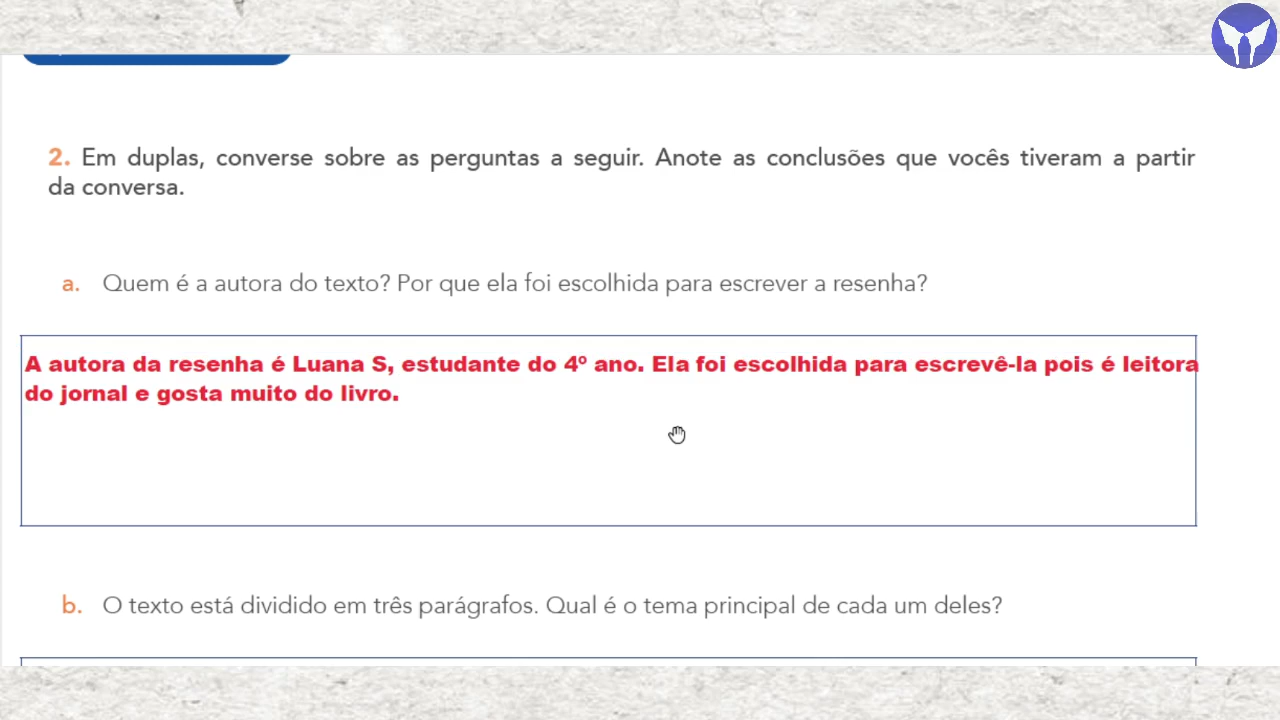 2. Em duplas, converse sobre as perguntas a seguir. Anote as conclusões que vocês tiveram a partir
da conversa.
a. Quem é a autora do texto? Por que ela foi escolhida para escrever a resenha?
A autora da resenha é Luana S, estudante do 4º ano. Ela foi escolhida para escrevê-la pois é leitora
do jornal e gosta muito do livro.
b. O texto está dividido em três parágrafos. Qual é o tema principal de cada um deles?